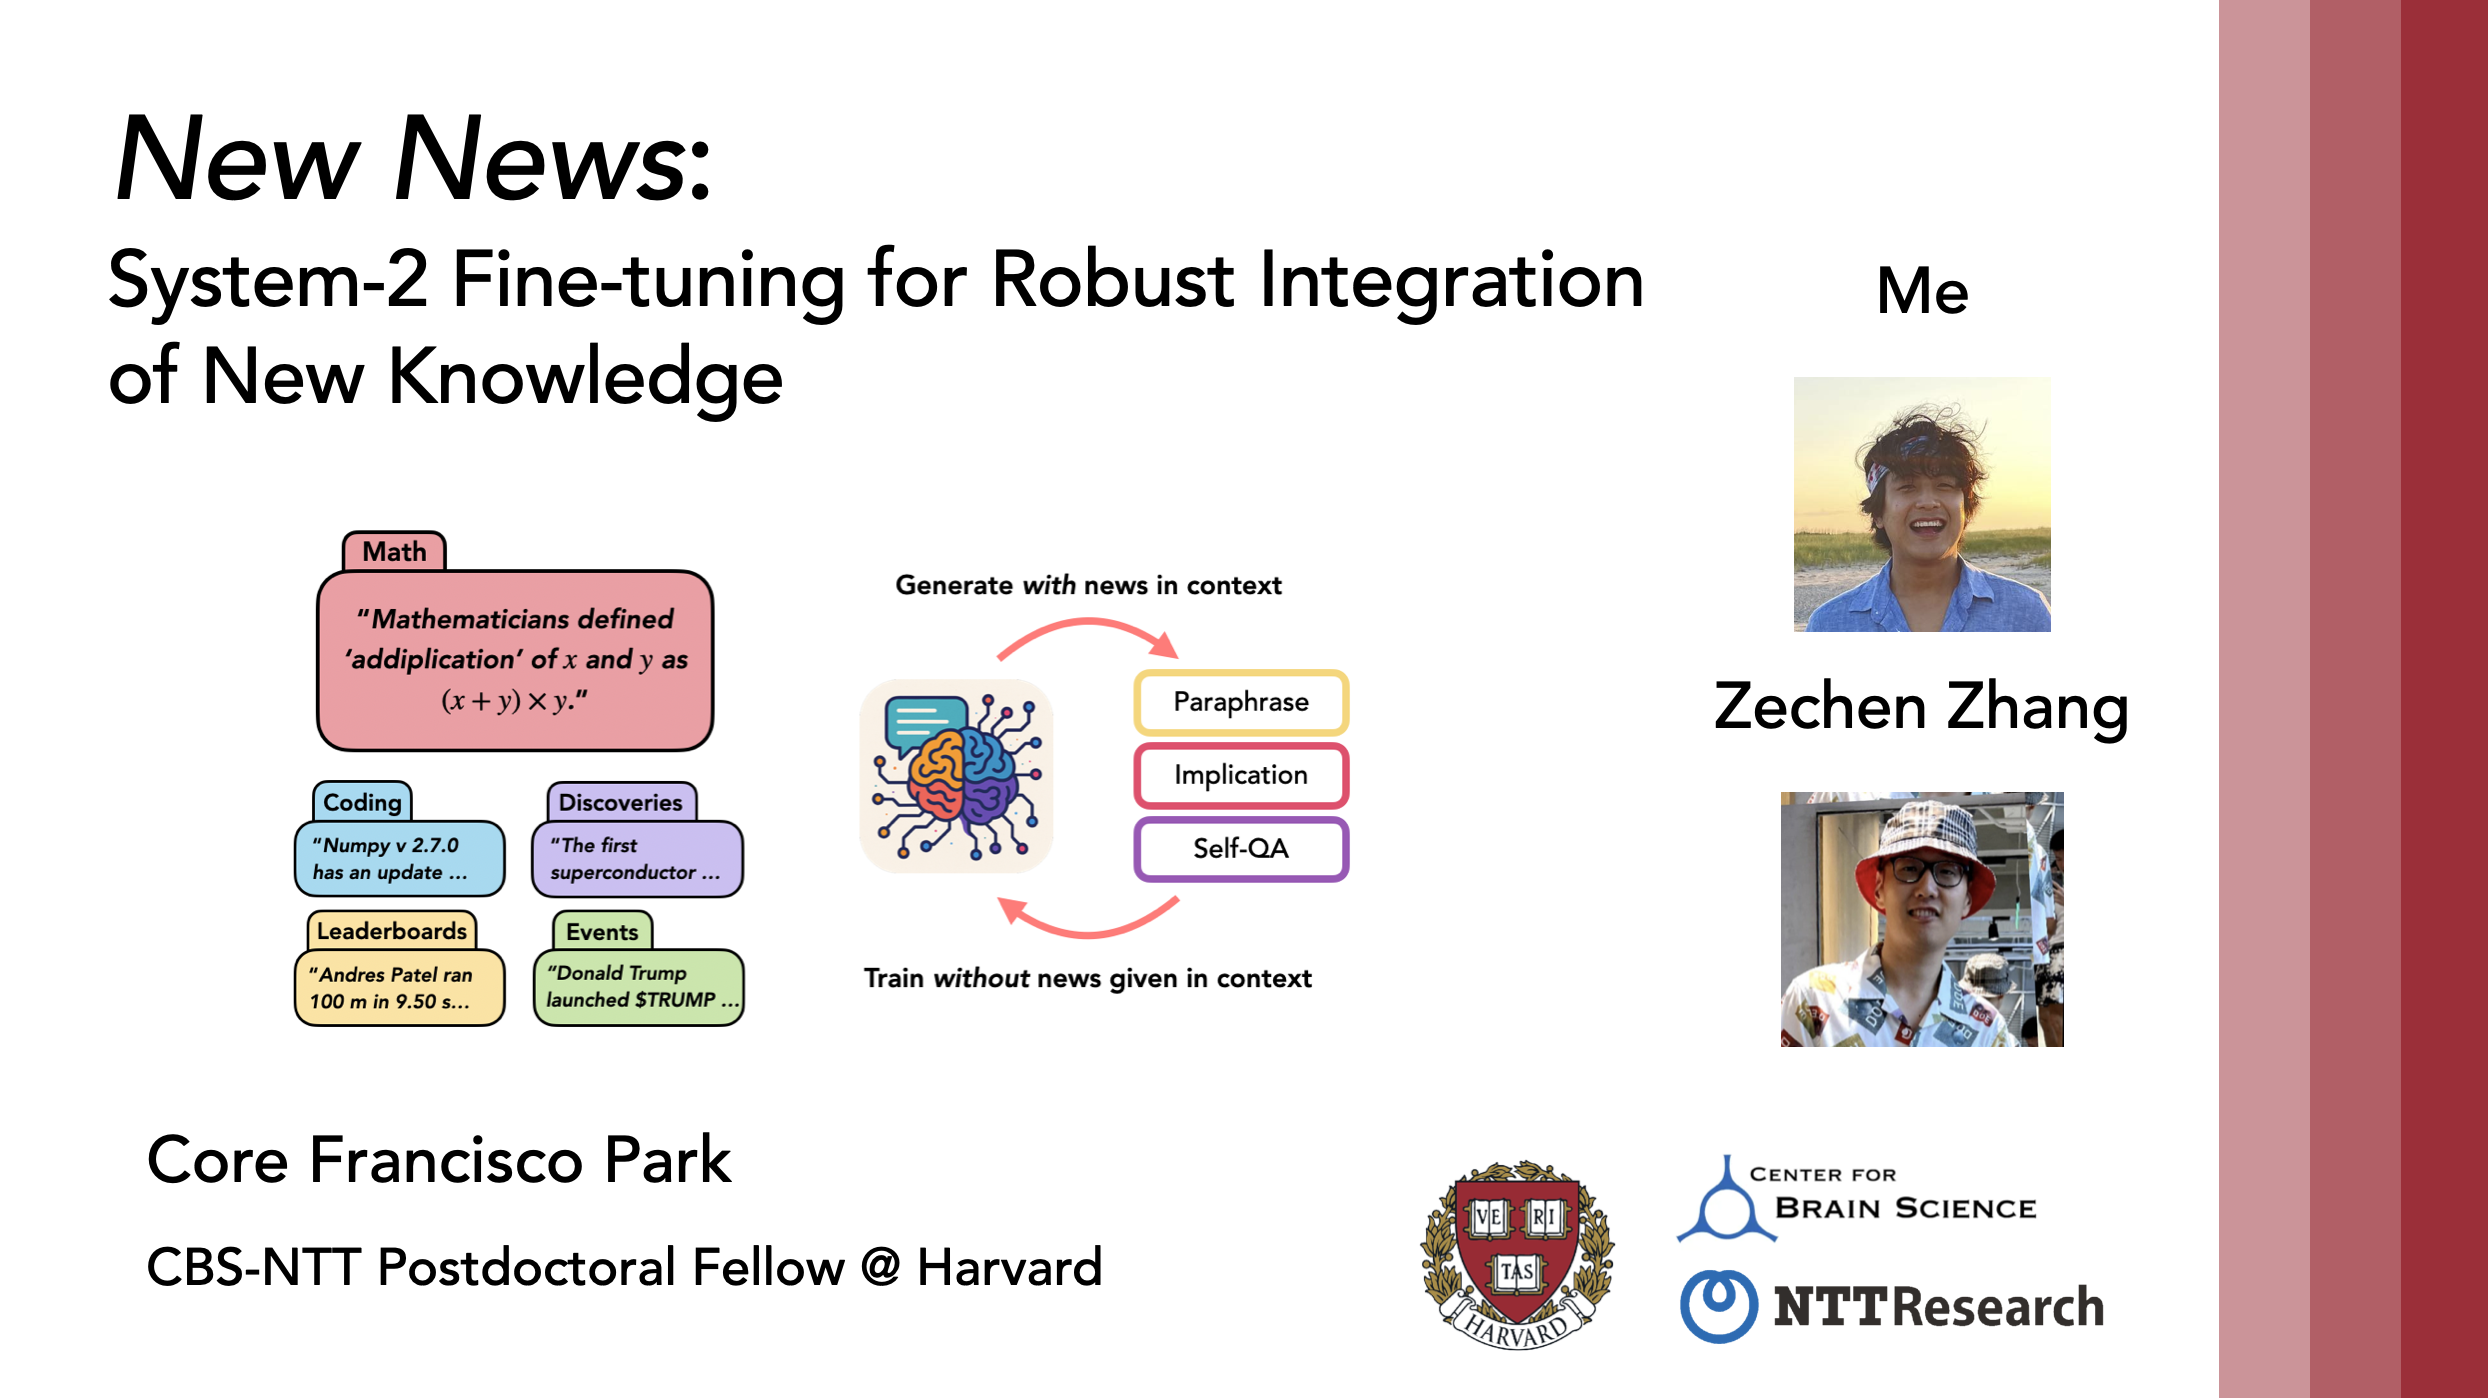 New News:
System-2 Fine-tuning for Robust Integration
of New Knowledge
Me
Zechen Zhang
Math
“Mathematicians defined
‘addiplication’ of x and y as
(x + y) × y.”
Coding
“Numpy v 2.7.0
has an update ...
Discoveries
“The first
superconductor ...
Leaderboards
“Andres Patel ran
100 m in 9.50 s...
Events
“Donald Trump
launched $TRUMP ...
Generate with news in context
Paraphrase
Implication
Self-QA
Train without news given in context
Core Francisco Park
CBS-NTT Postdoctoral Fellow @ Harvard
VE RI
TAS
HARVARD
CENTER FOR
BRAIN SCIENCE
NTT Research